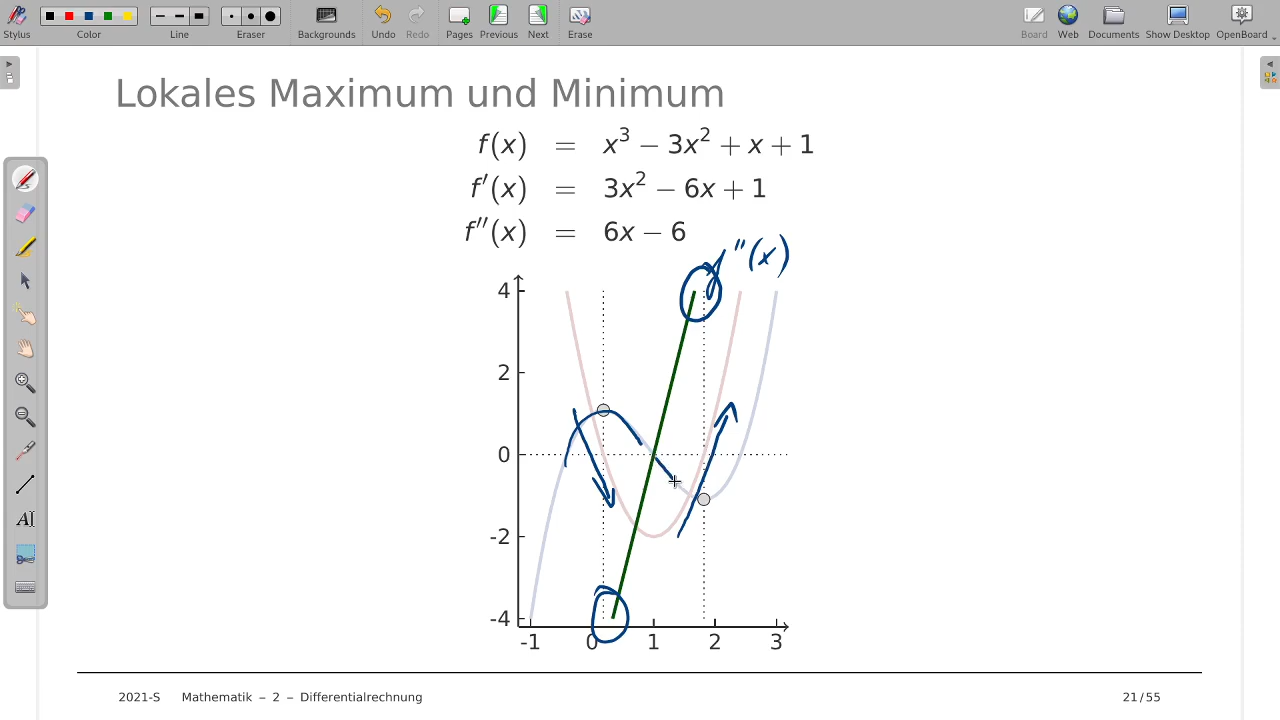 Stylus Color Line Eraser Backgrounds Undo Redo Pages Previous Next Erase Board Web Documents Show Desktop OpenBoard
Lokales Maximum und Minimum
f(x) = x³ − 3x² + x + 1
f′(x) = 3x² − 6x + 1
f″(x) = 6x − 6
f″(x)
4
2
0
-2
-4
-1 0 1 2 3
2021-S Mathematik – 2 – Differentialrechnung 21/55